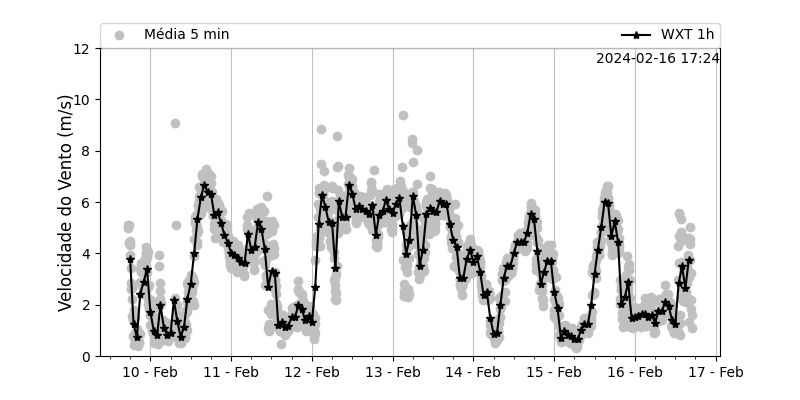 Média 5 min
WXT 1h
2024-02-16 17:24
Velocidade do Vento (m/s)
12
10
8
6
4
2
0
10 - Feb
11 - Feb
12 - Feb
13 - Feb
14 - Feb
15 - Feb
16 - Feb
17 - Feb